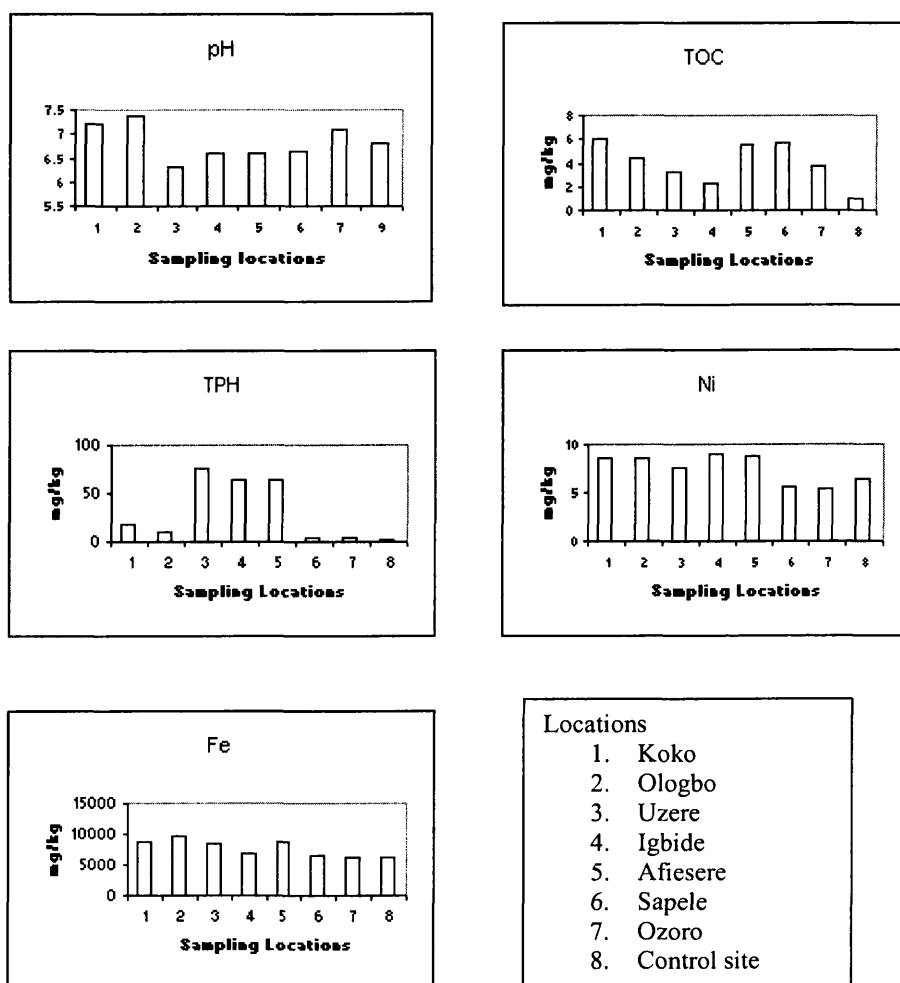 pH
7.5
7
6.5
6
5.5
1 2 3 4 5 6 7 9
Sampling locations
TOC
mg/kg
8
6
4
2
0
1 2 3 4 5 6 7 8
Sampling Locations
TPH
mg/kg
100
50
0
1 2 3 4 5 6 7 8
Sampling Locations
Ni
mg/kg
10
5
0
1 2 3 4 5 6 7 8
Sampling Locations
Fe
mg/kg
15000
10000
5000
0
1 2 3 4 5 6 7 8
Sampling Locations
Locations
1. Koko
2. Ologbo
3. Uzere
4. Igbide
5. Afiesere
6. Sapele
7. Ozoro
8. Control site